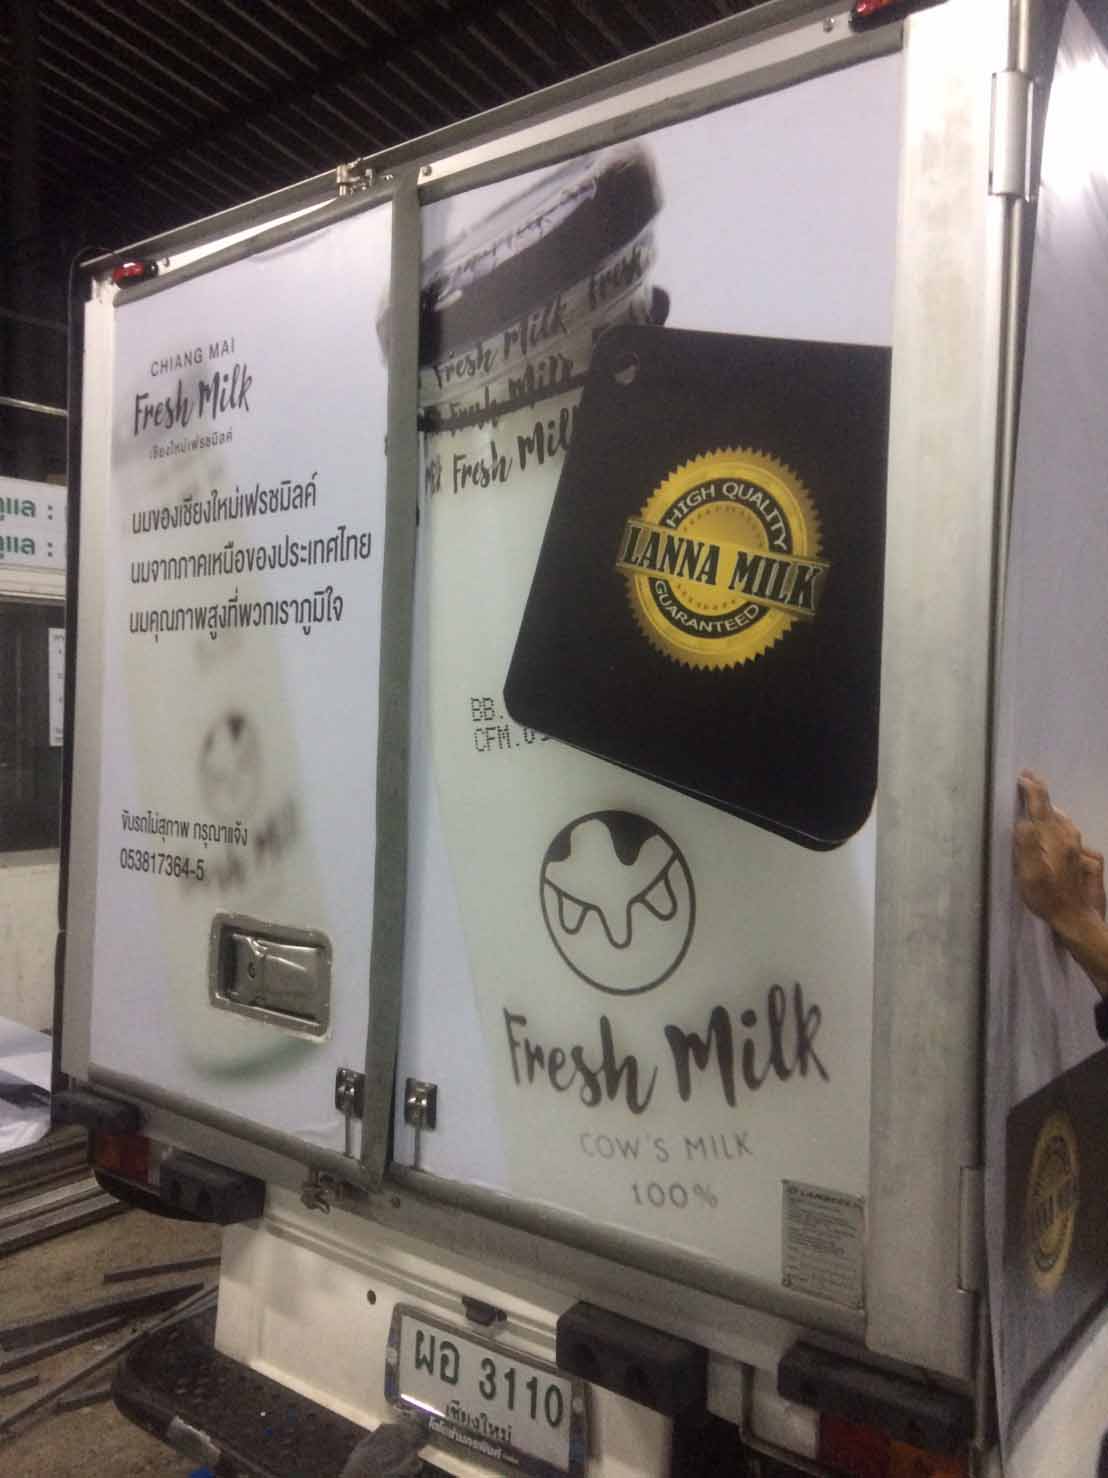 CHIANG MAI
Fresh Milk
เชียงใหม่เฟรชมิลค์
นมของเชียงใหม่เฟรชมิลค์
นมจากภาคเหนือของประเทศไทย
นมคุณภาพสูงที่พวกเราภูมิใจ
ขับรถไม่สุภาพ กรุณาแจ้ง
053817364-5
Fresh Milk Fresh
Fresh Milk
Fresh Milk
HIGH QUALITY
LANNA MILK
GUARANTEED
BB.
CFM.
Fresh Milk
COW'S MILK
100%
ผอ 3110
เชียงใหม่